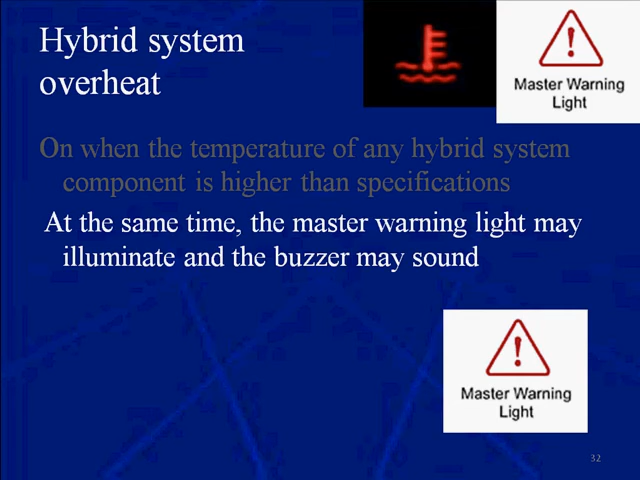 Hybrid system
overheat
Master Warning
Light
On when the temperature of any hybrid system
component is higher than specifications
At the same time, the master warning light may
illuminate and the buzzer may sound
Master Warning
Light
32